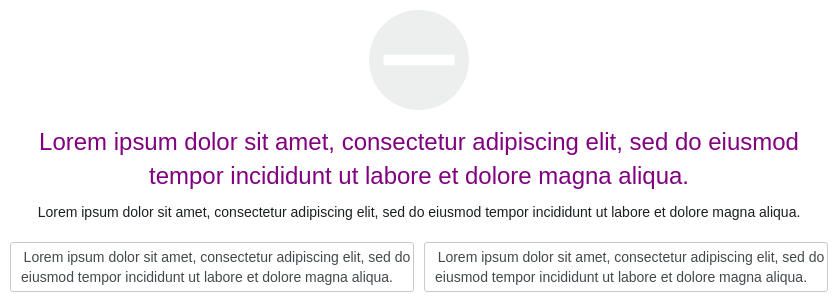 Lorem ipsum dolor sit amet, consectetur adipiscing elit, sed do eiusmod
tempor incididunt ut labore et dolore magna aliqua.
Lorem ipsum dolor sit amet, consectetur adipiscing elit, sed do eiusmod tempor incididunt ut labore et dolore magna aliqua.
Lorem ipsum dolor sit amet, consectetur adipiscing elit, sed do
eiusmod tempor incididunt ut labore et dolore magna aliqua.
Lorem ipsum dolor sit amet, consectetur adipiscing elit, sed do
eiusmod tempor incididunt ut labore et dolore magna aliqua.